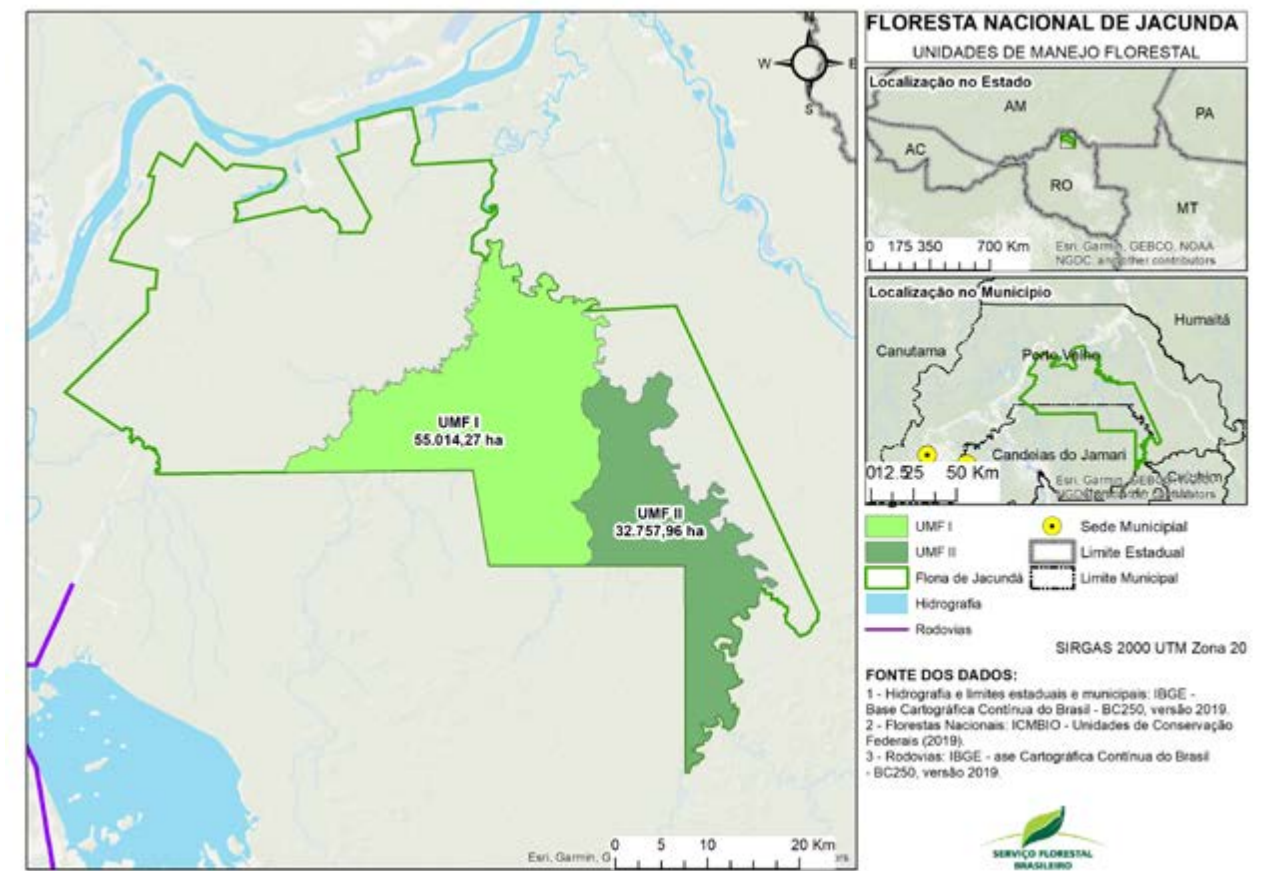 FLORESTA NACIONAL DE JACUNDA
UNIDADES DE MANEJO FLORESTAL
N
W
E
S
UMF I
55.014,27 ha
UMF II
32.757,96 ha
0 5 10 20 Km
Esri, Garmin, G
Localização no Estado
AM
PA
AC
RO
MT
0 175 350 700 Km
Esri, Garmin, GEBCO, NOAA
NGDC, and other contributors
Localização no Município
Humaitá
Canutama
Porto Velho
Candeias do Jamari
012.525 50 Km
Esri, Garmin, GEBCO,
UMF I
UMF II
Flona de Jacundá
Hidrografia
Rodovias
Sede Municipial
Limite Estadual
Limite Municipal
SIRGAS 2000 UTM Zona 20
FONTE DOS DADOS:
1 - Hidrografia e limites estaduais e municipais: IBGE -
Base Cartográfica Contínua do Brasil - BC250, versão 2019.
2 - Florestas Nacionais: ICMBIO - Unidades de Conservação
Federais (2019).
3 - Rodovias: IBGE - ase Cartográfica Contínua do Brasil
- BC250, versão 2019.
SERVIÇO FLORESTAL
BRASILEIRO